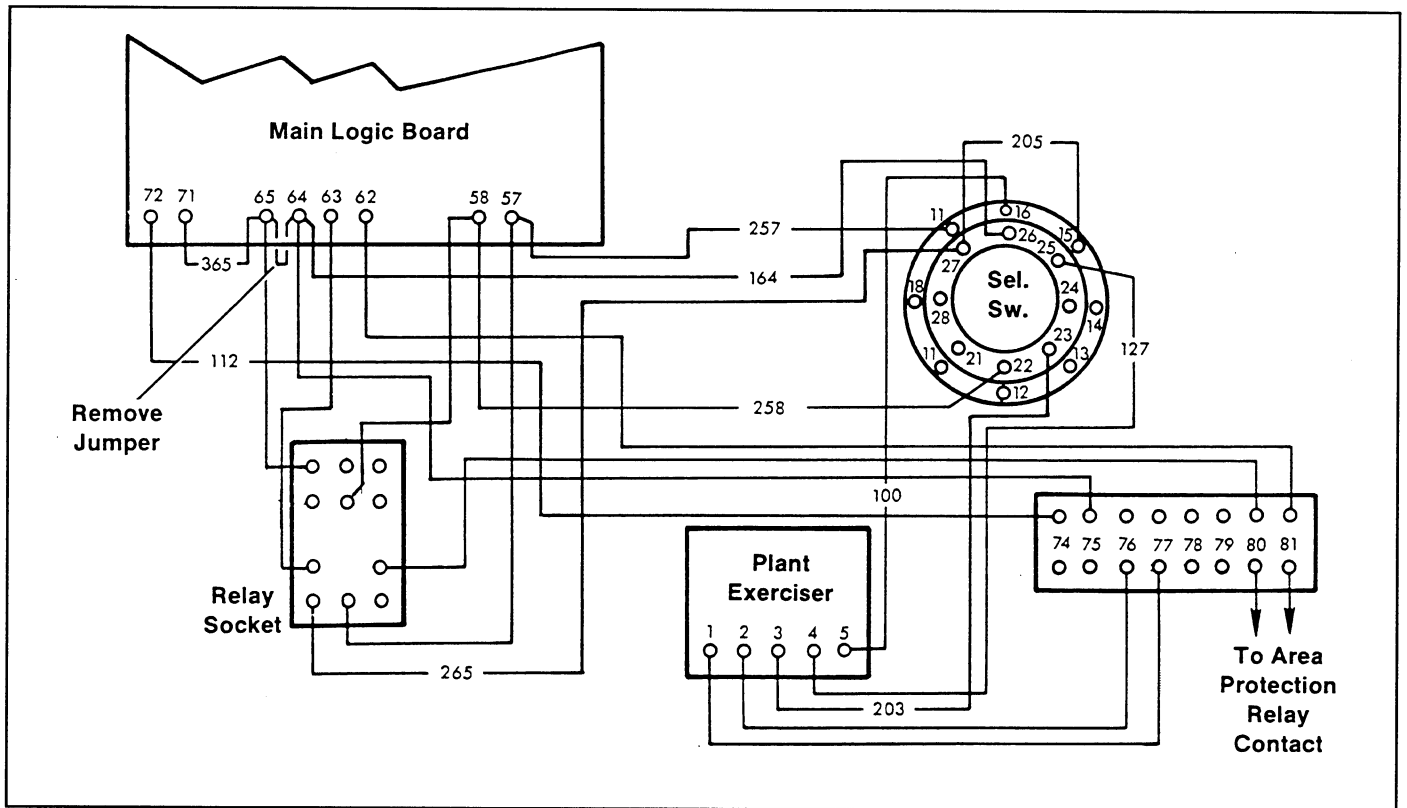 Main Logic Board
72 71 65 64 63 62 58 57
365
112
Remove
Jumper
257
164
258
205
16
11
26
15
25
27
Sel.
Sw.
18
28
24
14
23
21
22
13
11
12
127
100
Relay
Socket
265
Plant
Exerciser
1 2 3 4 5
203
74 75 76 77 78 79 80 81
To Area
Protection
Relay
Contact